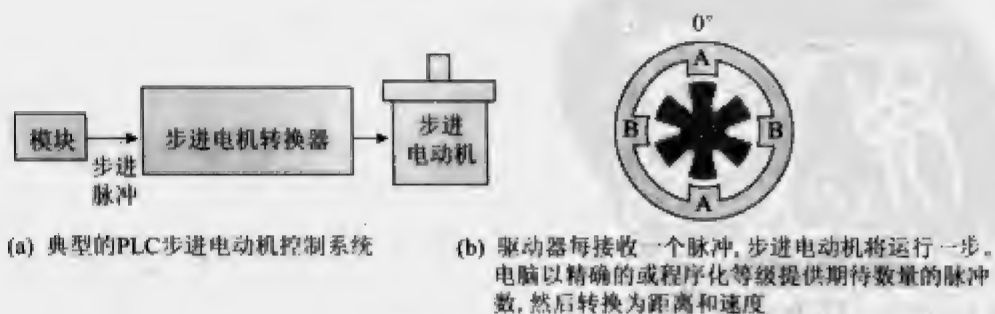 模块
步进
脉冲
步进电机转换器
步进
电动机
(a) 典型的PLC步进电动机控制系统
0°
A
B
B
A
(b) 驱动器每接收一个脉冲,步进电动机将运行一步。
电脑以精确的或程序化等级提供期待数量的脉冲
数,然后转换为距离和速度